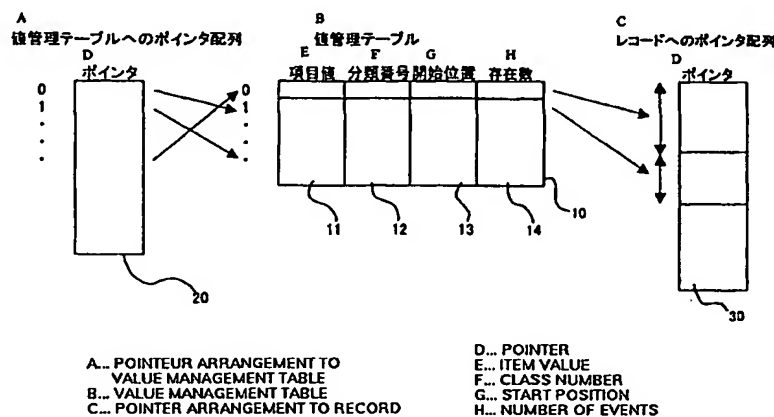 A
値管理テーブルへのポインタ配列
D
ポインタ
0
1
B
値管理テーブル
E F G H
項目値 分類番号 開始位置 存在数
0
1
C
レコードへのポインタ配列
D
ポインタ
10
11 12 13 14
20
30
A... POINTEUR ARRANGEMENT TO
VALUE MANAGEMENT TABLE
B... VALUE MANAGEMENT TABLE
C... POINTER ARRANGEMENT TO RECORD
D... POINTER
E... ITEM VALUE
F... CLASS NUMBER
G... START POSITION
H... NUMBER OF EVENTS